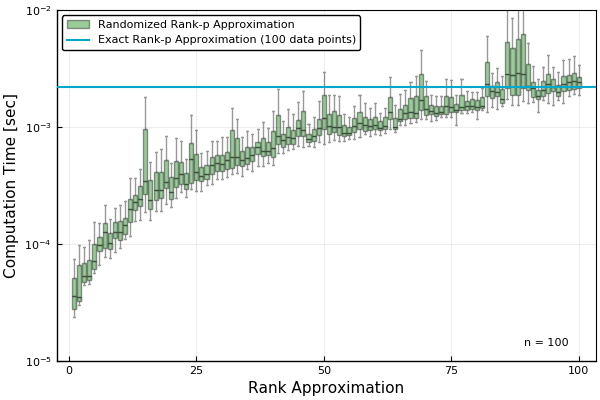 10⁻²
Randomized Rank-p Approximation
Exact Rank-p Approximation (100 data points)
10⁻³
10⁻⁴
10⁻⁵
Computation Time [sec]
n = 100
0 25 50 75 100
Rank Approximation